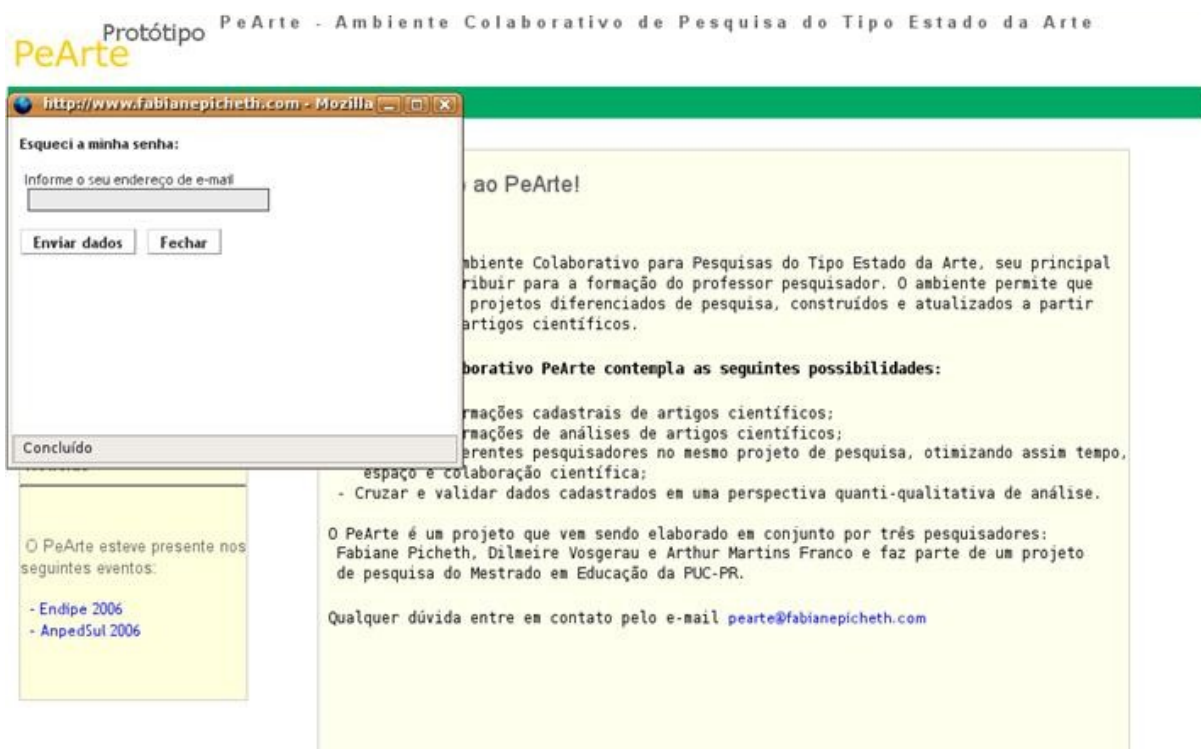 Protótipo
PeArte
PeArte - Ambiente Colaborativo de Pesquisa do Tipo Estado da Arte
http://www.fabianepicheth.com - Mozilla
Esqueci a minha senha:
Informe o seu endereço de e-mail
Enviar dados Fechar
Concluído
ao PeArte!
Colaborativo para Pesquisas do Tipo Estado da Arte, seu principal
para a formação do professor pesquisador. O ambiente permite que
projetos diferenciados de pesquisa, construídos e atualizados a partir
artigos científicos.
PeArte contempla as seguintes possibilidades:
cadastrais de artigos científicos;
de análises de artigos científicos;
pesquisadores no mesmo projeto de pesquisa, otimizando assim tempo,
espaço e colaboração científica;
- Cruzar e validar dados cadastrados em uma perspectiva quanti-qualitativa de análise.
O PeArte é um projeto que vem sendo elaborado em conjunto por três pesquisadores:
Fabiane Picheth, Dilmeire Vosgerau e Arthur Martins Franco e faz parte de um projeto
de pesquisa do Mestrado em Educação da PUC-PR.
Qualquer dúvida entre em contato pelo e-mail pearte@fabianepicheth.com
O PeArte esteve presente nos
seguintes eventos:
- Endipe 2006
- AnpedSul 2006